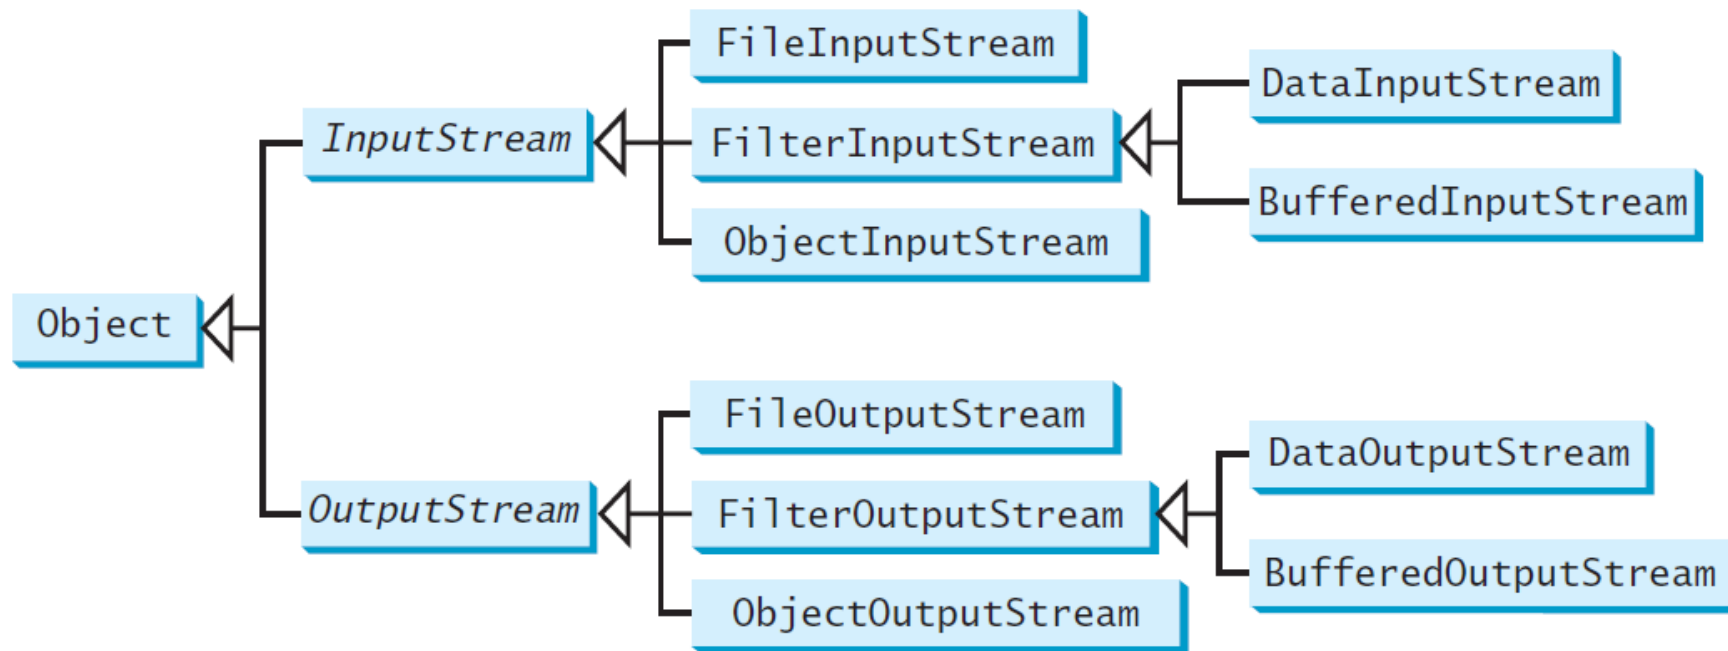 FileInputStream
DataInputStream
InputStream
FilterInputStream
BufferedInputStream
ObjectInputStream
Object
FileOutputStream
DataOutputStream
OutputStream
FilterOutputStream
BufferedOutputStream
ObjectOutputStream